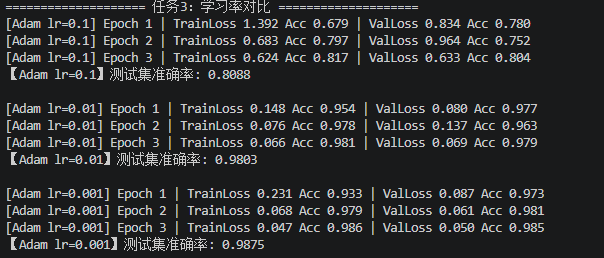 ==================== 任务3：学习率对比 ====================
[Adam lr=0.1] Epoch 1 | TrainLoss 1.392 Acc 0.679 | ValLoss 0.834 Acc 0.780
[Adam lr=0.1] Epoch 2 | TrainLoss 0.683 Acc 0.797 | ValLoss 0.964 Acc 0.752
[Adam lr=0.1] Epoch 3 | TrainLoss 0.624 Acc 0.817 | ValLoss 0.633 Acc 0.804
【Adam lr=0.1】测试集准确率: 0.8088
[Adam lr=0.01] Epoch 1 | TrainLoss 0.148 Acc 0.954 | ValLoss 0.080 Acc 0.977
[Adam lr=0.01] Epoch 2 | TrainLoss 0.076 Acc 0.978 | ValLoss 0.137 Acc 0.963
[Adam lr=0.01] Epoch 3 | TrainLoss 0.066 Acc 0.981 | ValLoss 0.069 Acc 0.979
【Adam lr=0.01】测试集准确率: 0.9803
[Adam lr=0.001] Epoch 1 | TrainLoss 0.231 Acc 0.933 | ValLoss 0.087 Acc 0.973
[Adam lr=0.001] Epoch 2 | TrainLoss 0.068 Acc 0.979 | ValLoss 0.061 Acc 0.981
[Adam lr=0.001] Epoch 3 | TrainLoss 0.047 Acc 0.986 | ValLoss 0.050 Acc 0.985
【Adam lr=0.001】测试集准确率: 0.9875